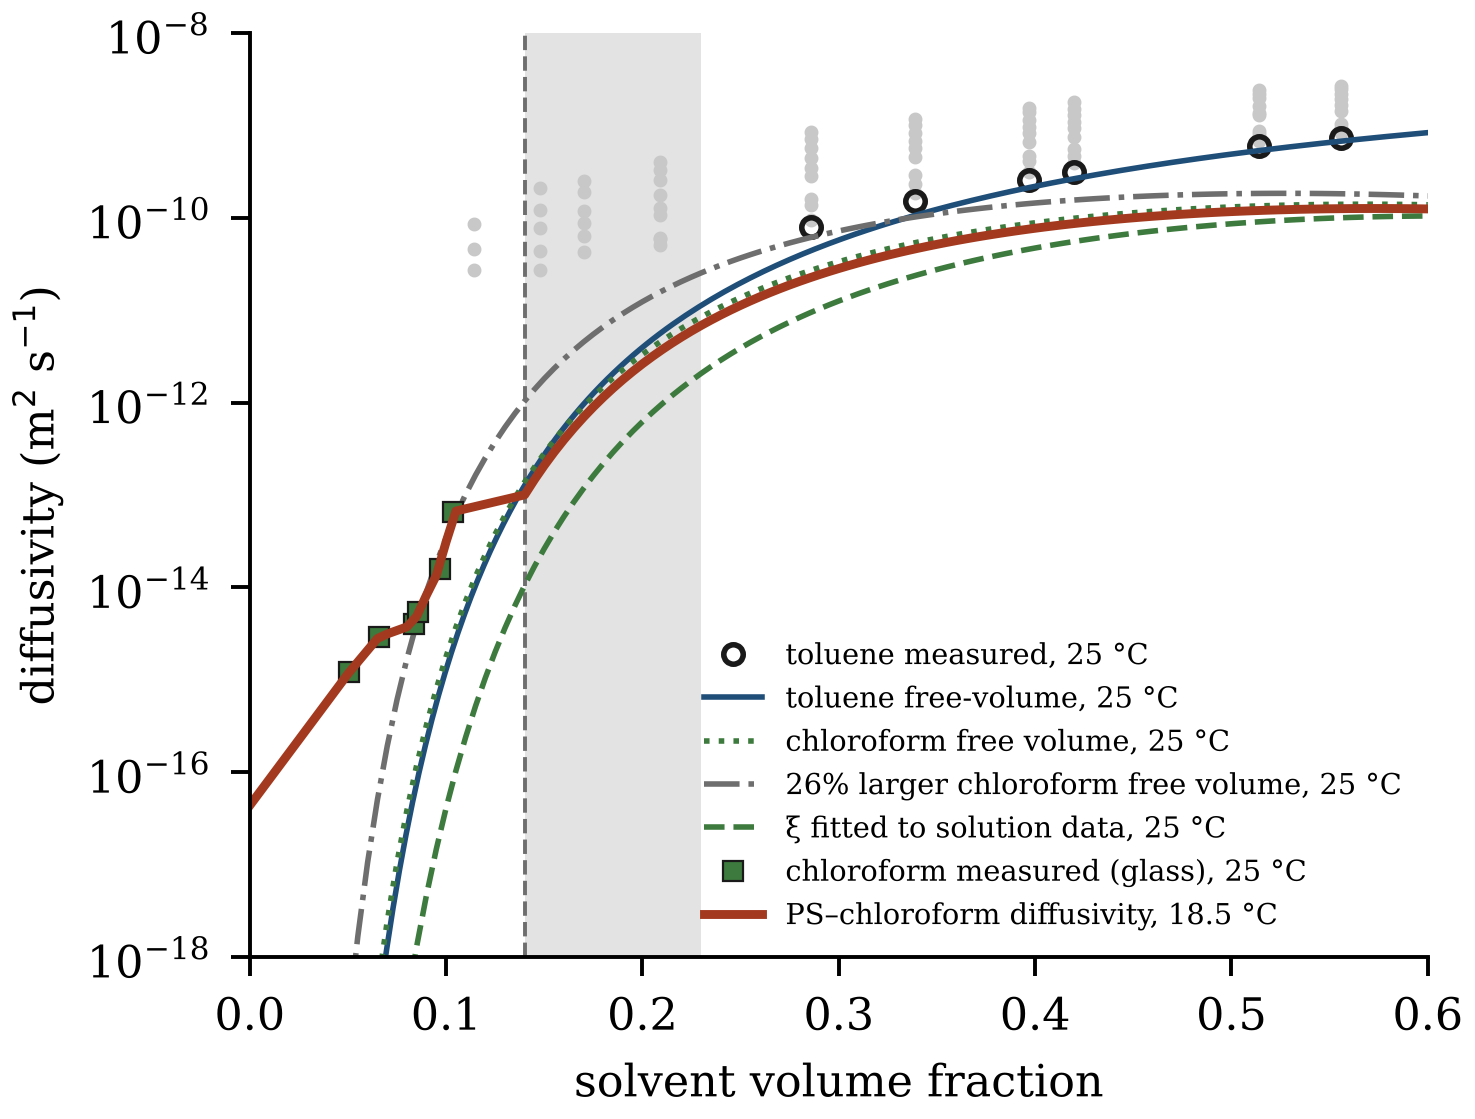 10⁻⁸
10⁻¹⁰
10⁻¹²
10⁻¹⁴
10⁻¹⁶
10⁻¹⁸
diffusivity (m² s⁻¹)
toluene measured, 25 °C
toluene free-volume, 25 °C
chloroform free volume, 25 °C
26% larger chloroform free volume, 25 °C
ξ fitted to solution data, 25 °C
chloroform measured (glass), 25 °C
PS–chloroform diffusivity, 18.5 °C
0.0 0.1 0.2 0.3 0.4 0.5 0.6
solvent volume fraction